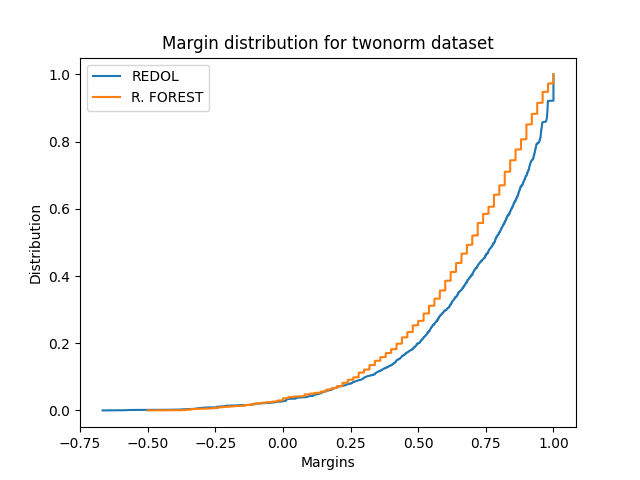 Margin distribution for twonorm dataset
REDOL
R. FOREST
1.0
0.8
0.6
0.4
0.2
0.0
Distribution
−0.75 −0.50 −0.25 0.00 0.25 0.50 0.75 1.00
Margins